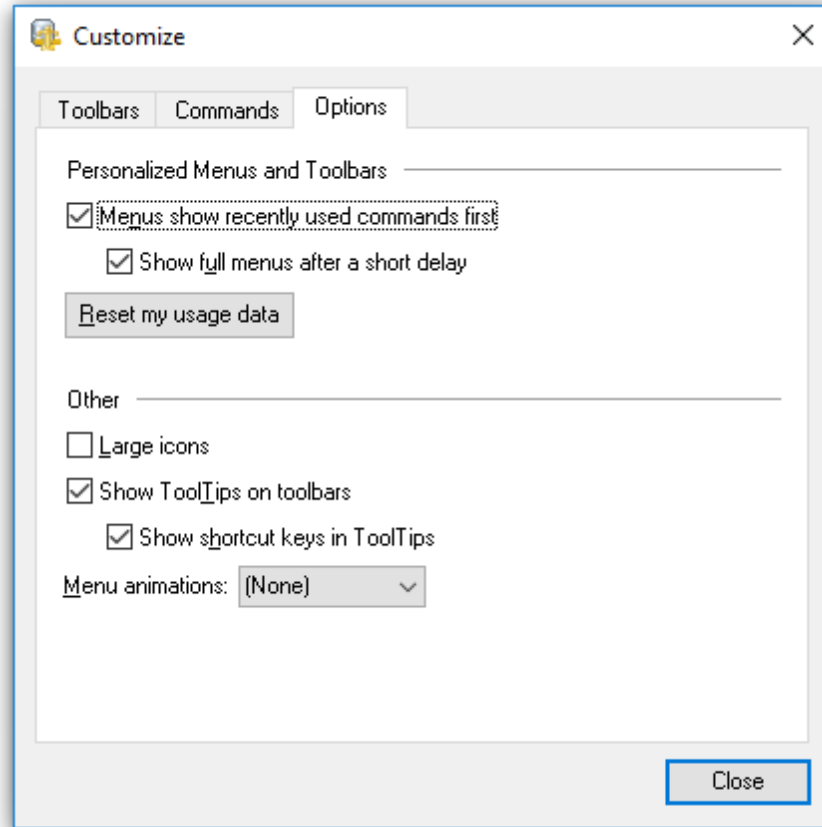 Customize
Toolbars Commands Options
Personalized Menus and Toolbars
Menus show recently used commands first
Show full menus after a short delay
Reset my usage data
Other
Large icons
Show ToolTips on toolbars
Show shortcut keys in ToolTips
Menu animations: (None)
Close